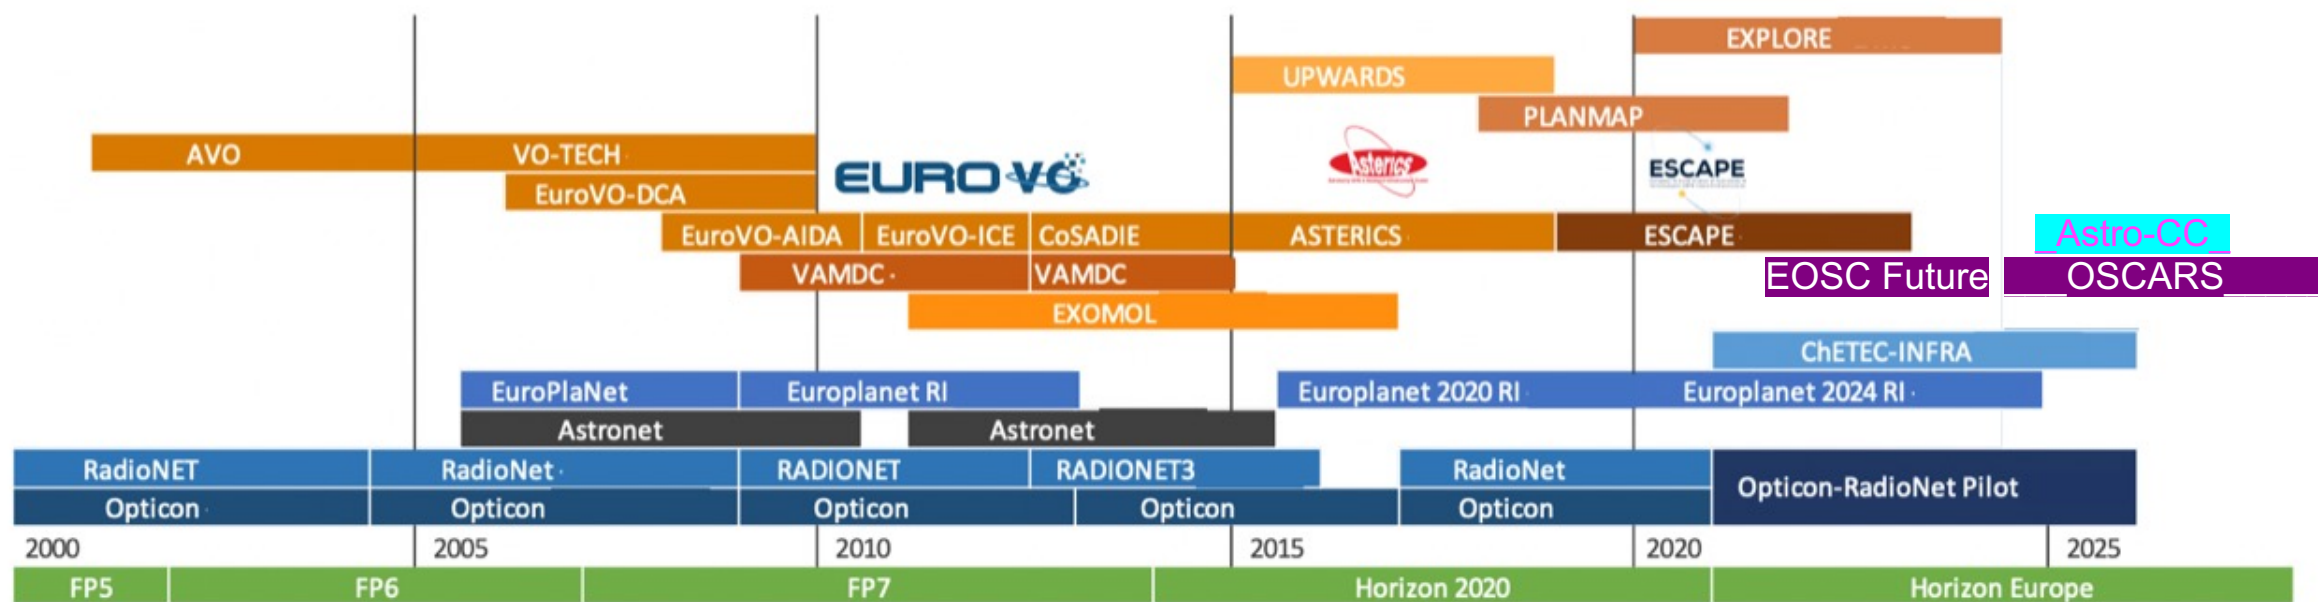 EXPLORE
UPWARDS
PLANMAP
AVO VO-TECH
EURO VO
Asterics
ESCAPE
EuroVO-DCA
EuroVO-AIDA EuroVO-ICE CoSADIE ASTERICS ESCAPE
Astro-CC
VAMDC VAMDC
EOSC Future OSCARS
EXOMOL
ChETEC-INFRA
EuroPlaNet Europlanet RI Europlanet 2020 RI Europlanet 2024 RI
Astronet Astronet
RadioNET RadioNet RADIONET RADIONET3 RadioNet
Opticon-RadioNet Pilot
Opticon Opticon Opticon Opticon Opticon
2000 2005 2010 2015 2020 2025
FP5 FP6 FP7 Horizon 2020 Horizon Europe